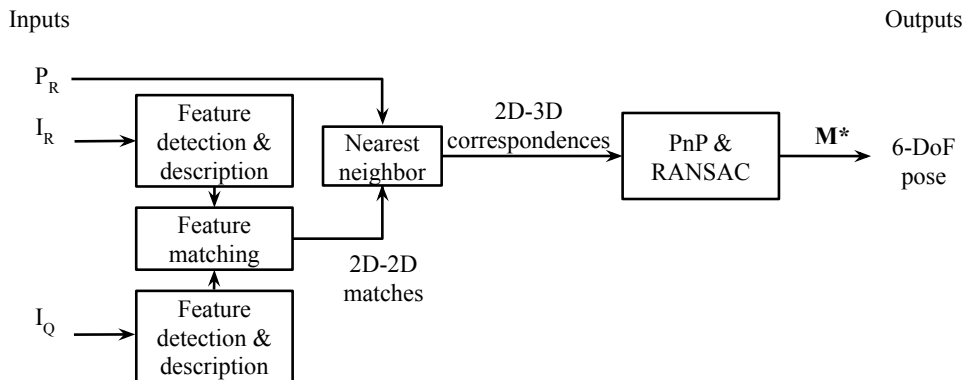 Inputs
Outputs
P_R
I_R
Feature
detection &
description
Nearest
neighbor
2D-3D
correspondences
PnP &
RANSAC
M*
6-DoF
pose
Feature
matching
2D-2D
matches
I_Q
Feature
detection &
description